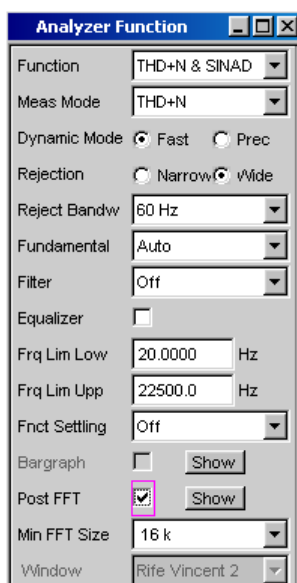 Analyzer Function
Function THD+N & SINAD
Meas Mode THD+N
Dynamic Mode Fast Prec
Rejection Narrow Wide
Reject Bandw 60 Hz
Fundamental Auto
Filter Off
Equalizer
Frq Lim Low 20.0000 Hz
Frq Lim Upp 22500.0 Hz
Fnct Settling Off
Bargraph Show
Post FFT Show
Min FFT Size 16 k
Window Rife Vincent 2